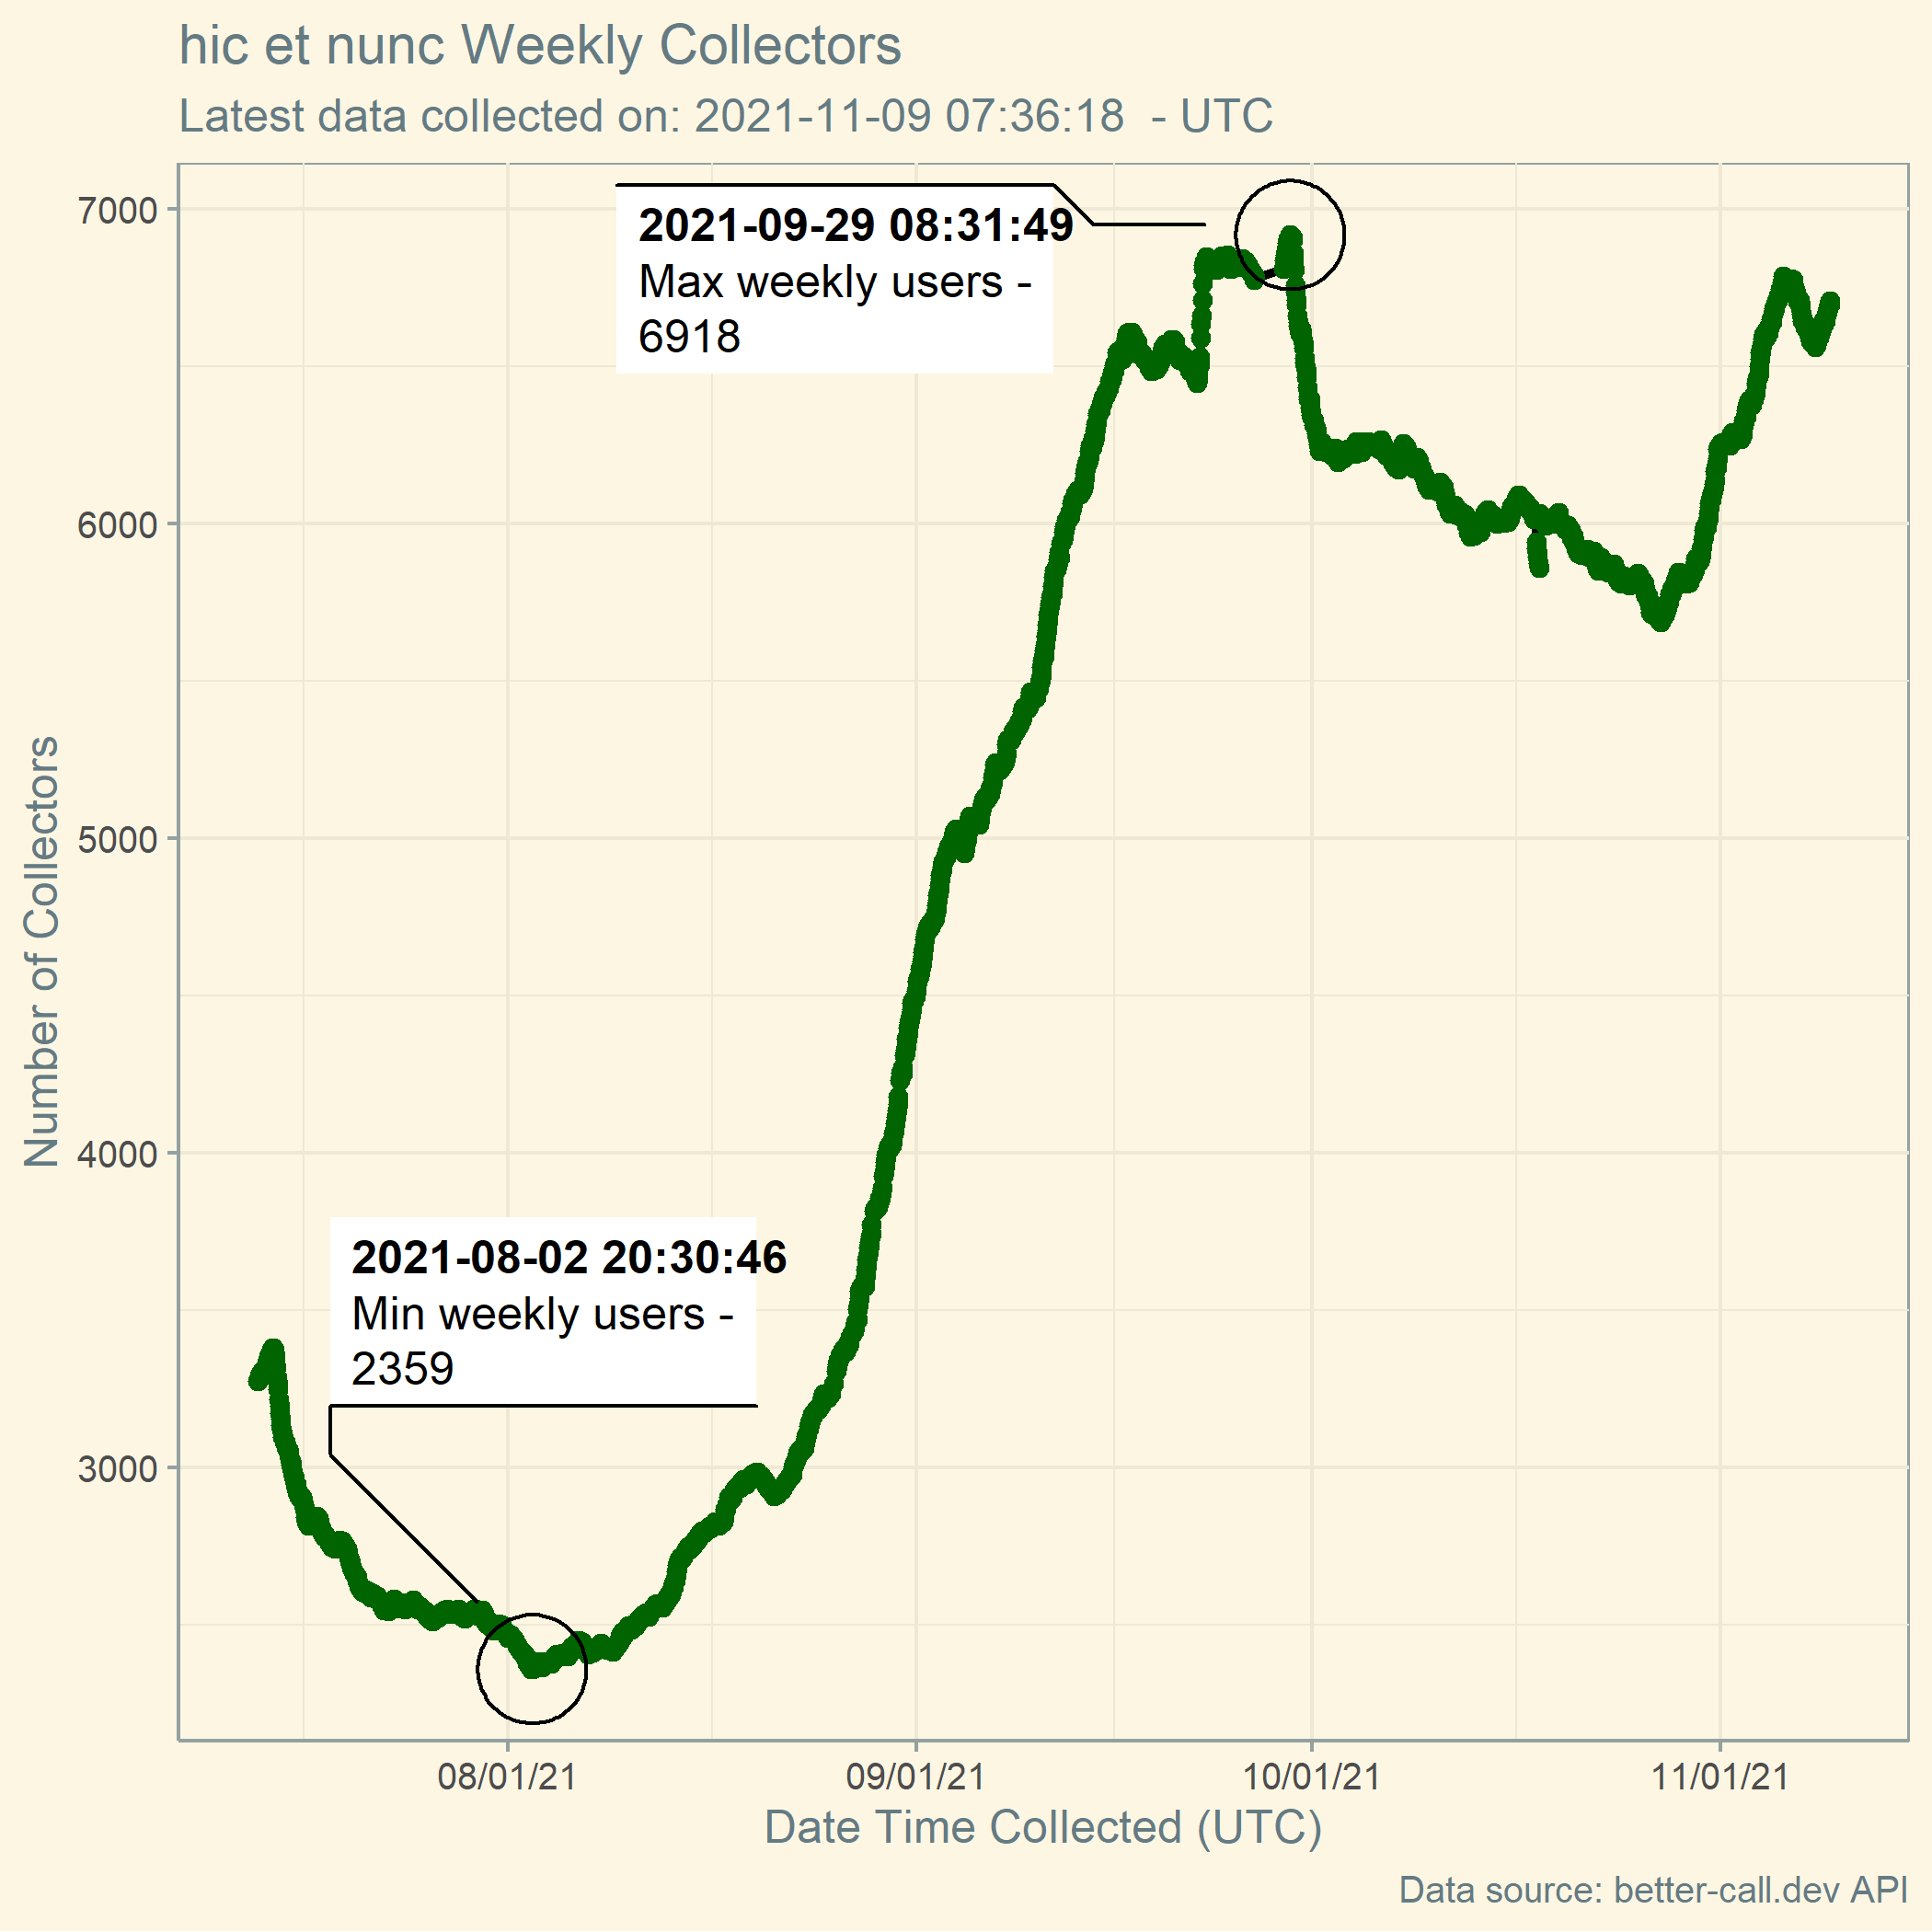 hic et nunc Weekly Collectors
Latest data collected on: 2021-11-09 07:36:18  - UTC
7000
2021-09-29 08:31:49
Max weekly users -
6918
6000
Number of Collectors
5000
4000
2021-08-02 20:30:46
Min weekly users -
2359
3000
08/01/21
09/01/21
10/01/21
11/01/21
Date Time Collected (UTC)
Data source: better-call.dev API